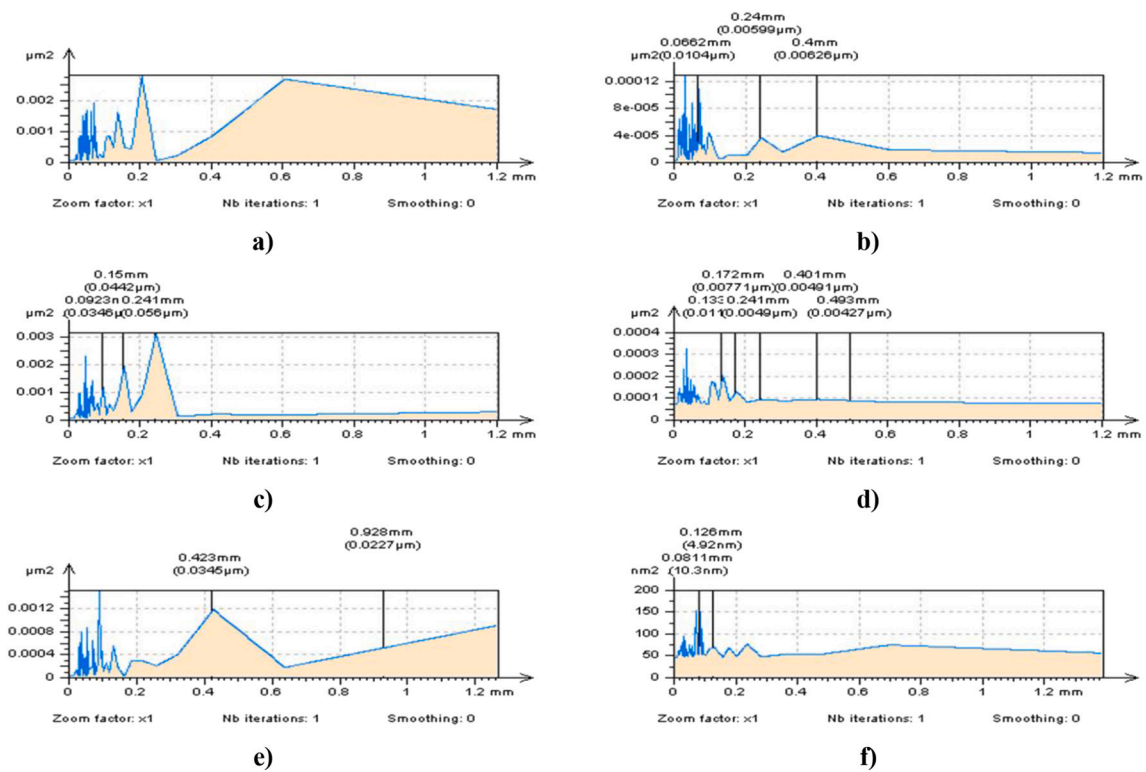 µm2
0.002
0.001
0
0 0.2 0.4 0.6 0.8 1 1.2 mm
Zoom factor: x1 Nb iterations: 1 Smoothing: 0
a)
0.24mm
(0.00599µm)
0.0662mm 0.4mm
µm2(0.0104µm) (0.00626µm)
0.00012
8e-005
4e-005
0
0 0.2 0.4 0.6 0.8 1 1.2 mm
Zoom factor: x1 Nb iterations: 1 Smoothing: 0
b)
0.15mm
(0.0442µm)
0.0923 0.241mm
µm2 (0.0346µ (0.056µm)
0.003
0.002
0.001
0
0 0.2 0.4 0.6 0.8 1 1.2 mm
Zoom factor: x1 Nb iterations: 1 Smoothing: 0
c)
0.172mm 0.401mm
(0.00771µm) (0.00491µm)
0.133 0.241mm 0.493mm
µm2 (0.011 (0.0049µm) (0.00427µm)
0.0004
0.0003
0.0002
0.0001
0
0 0.2 0.4 0.6 0.8 1 1.2 mm
Zoom factor: x1 Nb iterations: 1 Smoothing: 0
d)
0.928mm
(0.0227µm)
0.423mm
µm2 (0.0345µm)
0.0012
0.0008
0.0004
0
0 0.2 0.4 0.6 0.8 1 mm
Zoom factor: x1 Nb iterations: 1 Smoothing: 0
e)
0.126mm
(4.92nm)
0.0811mm
nm2 (10.3nm)
200
150
100
50
0
0 0.2 0.4 0.6 0.8 1 1.2 mm
Zoom factor: x1 Nb iterations: 1 Smoothing: 0
f)